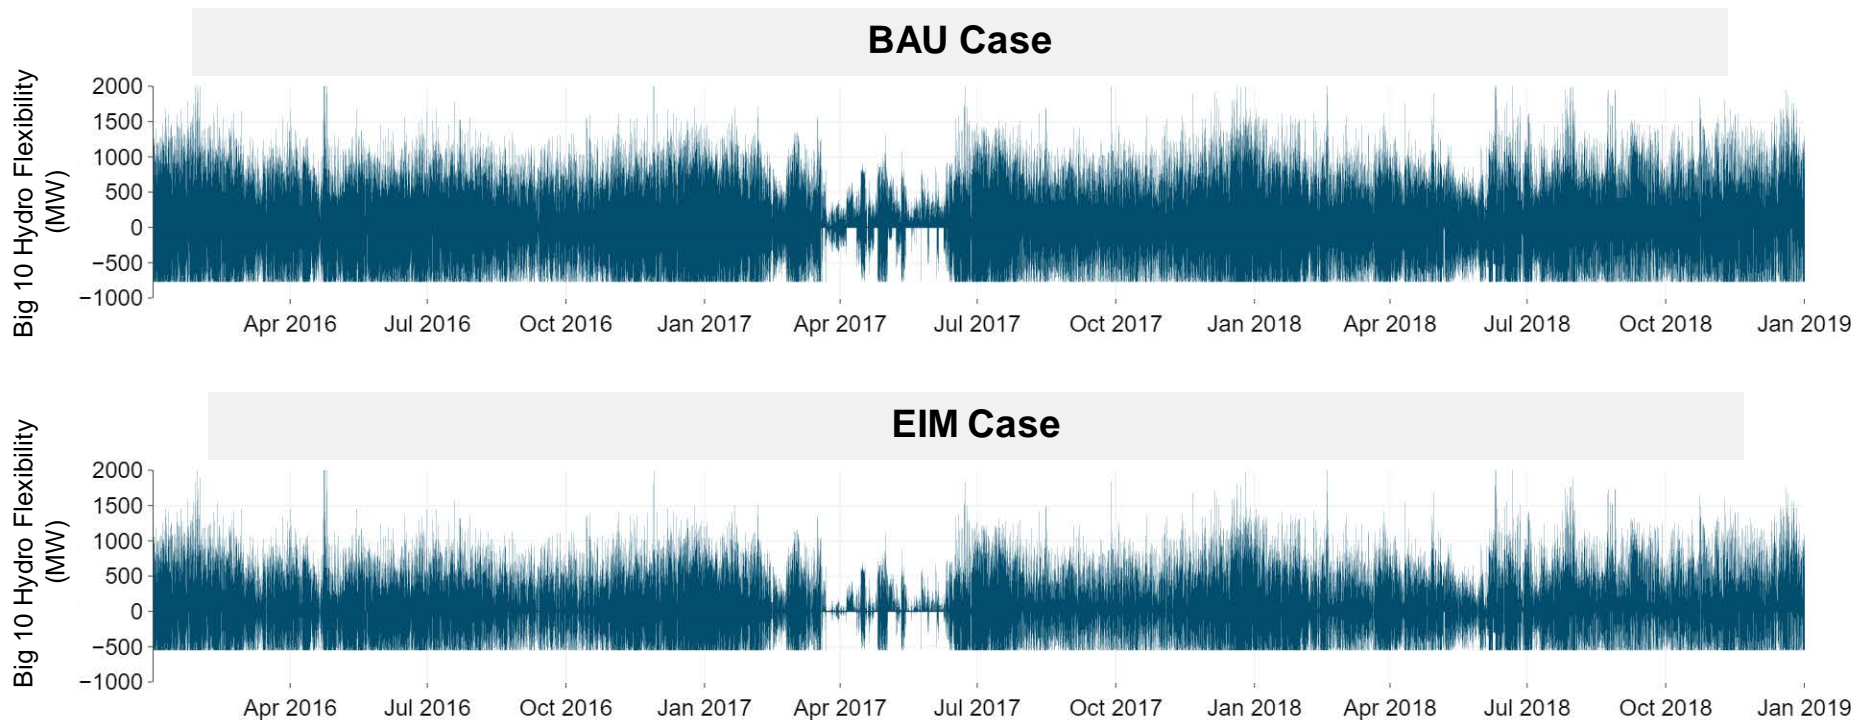 BAU Case
Big 10 Hydro Flexibility
(MW)
2000
1500
1000
500
0
−500
−1000
Apr 2016 Jul 2016 Oct 2016 Jan 2017 Apr 2017 Jul 2017 Oct 2017 Jan 2018 Apr 2018 Jul 2018 Oct 2018 Jan 2019
EIM Case
Big 10 Hydro Flexibility
(MW)
2000
1500
1000
500
0
−500
−1000
Apr 2016 Jul 2016 Oct 2016 Jan 2017 Apr 2017 Jul 2017 Oct 2017 Jan 2018 Apr 2018 Jul 2018 Oct 2018 Jan 2019